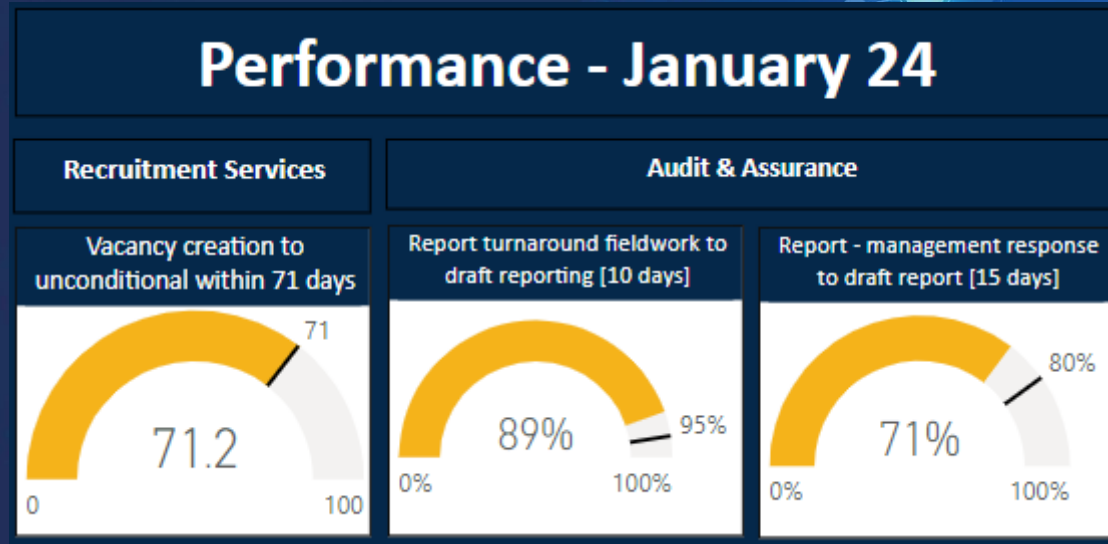 Performance - January 24
Recruitment Services
Audit & Assurance
Vacancy creation to
unconditional within 71 days
71
71.2
0
100
Report turnaround fieldwork to
draft reporting [10 days]
95%
89%
0%
100%
Report - management response
to draft report [15 days]
80%
71%
0%
100%